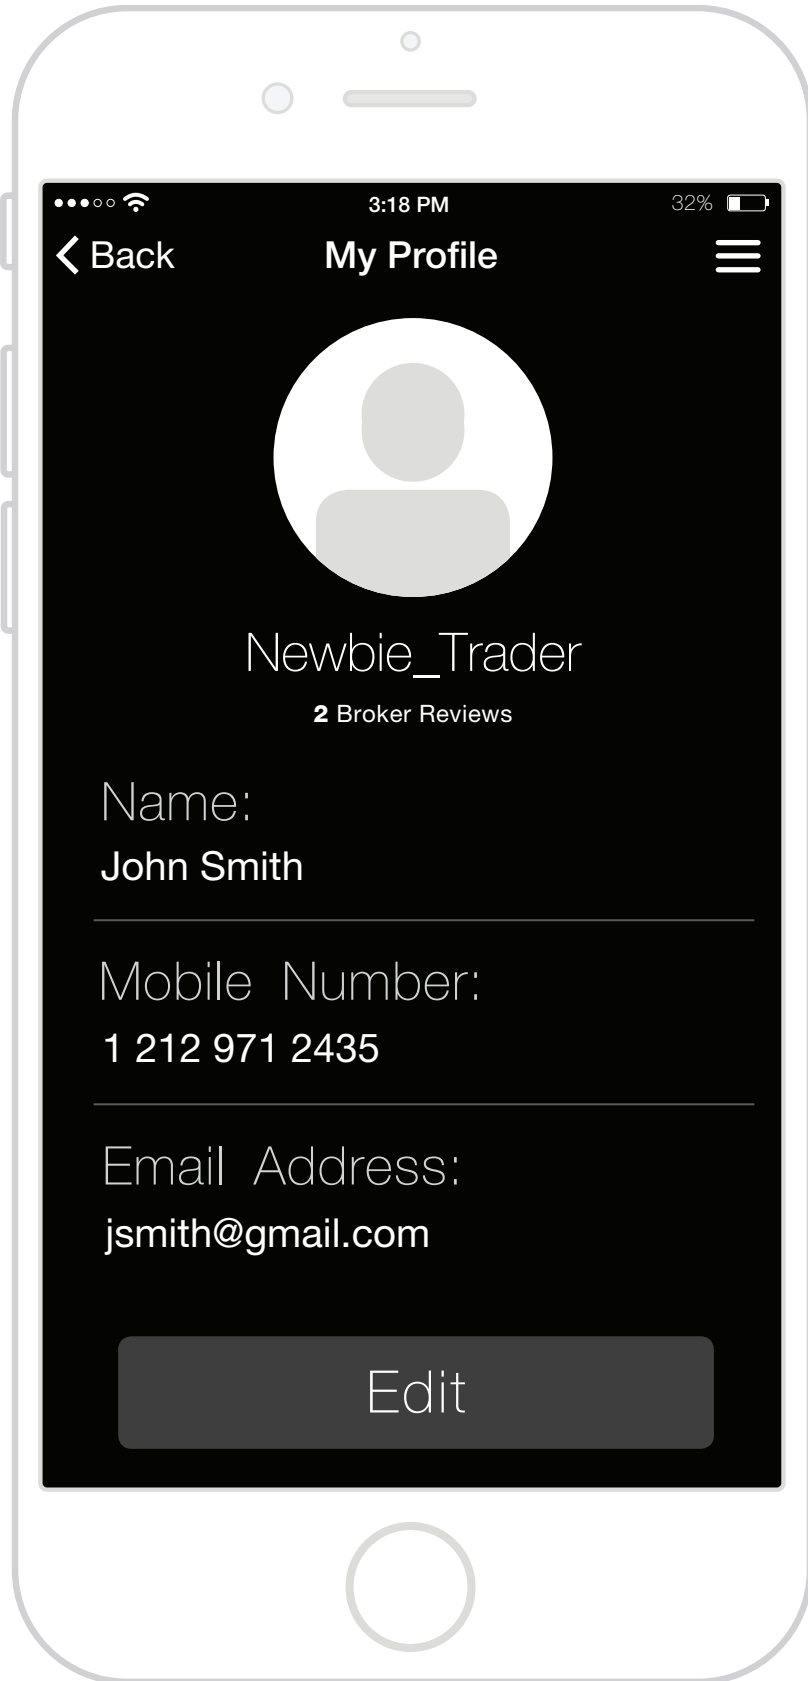 3:18 PM 32%
Back My Profile
Newbie_Trader
2 Broker Reviews
Name:
John Smith
Mobile Number:
1 212 971 2435
Email Address:
jsmith@gmail.com
Edit